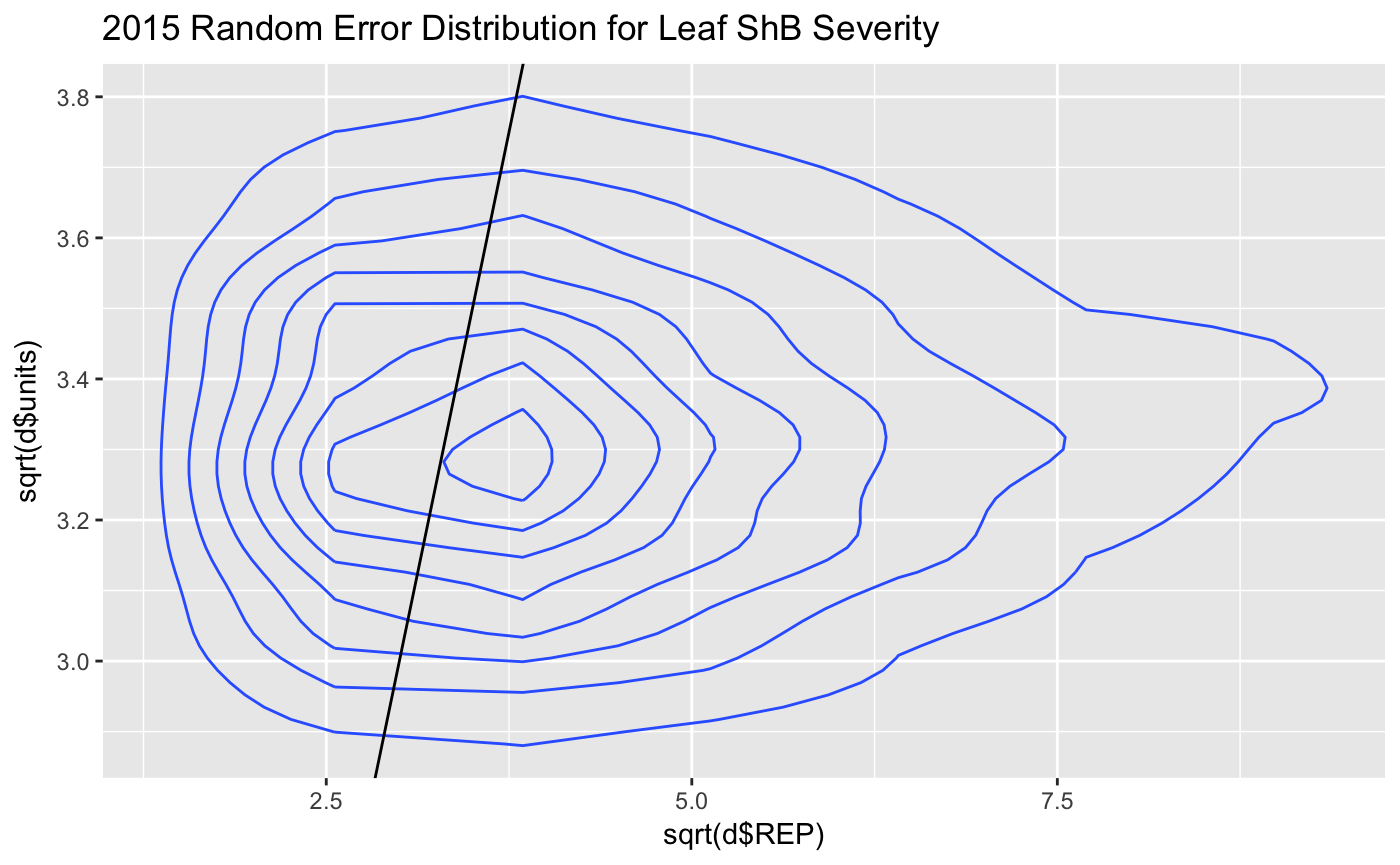 2015 Random Error Distribution for Leaf ShB Severity
3.8
3.6
3.4
3.2
3.0
sqrt(d$units)
2.5 5.0 7.5
sqrt(d$REP)